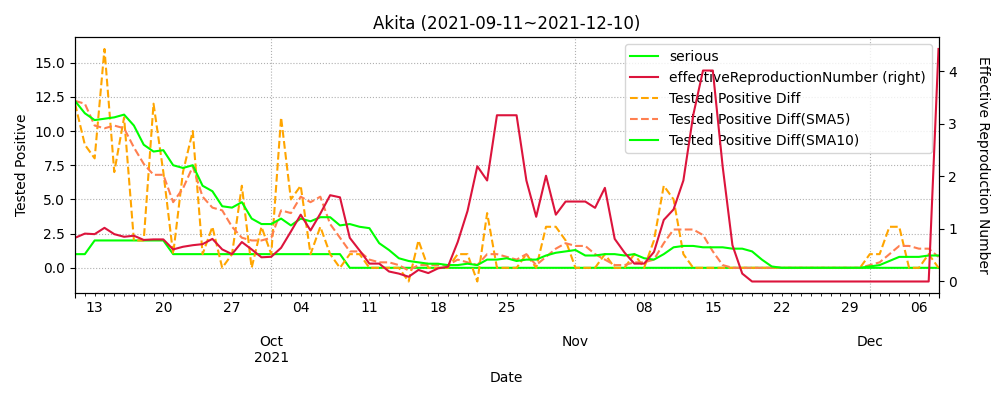 Akita (2021-09-11~2021-12-10)
serious
effectiveReproductionNumber (right)
Tested Positive Diff
Tested Positive Diff(SMA5)
Tested Positive Diff(SMA10)
Tested Positive
15.0
12.5
10.0
7.5
5.0
2.5
0.0
Effective Reproduction Number
4
3
2
1
0
13 20 27 04 11 18 25 08 15 22 29 06
Oct Nov Dec
2021
Date